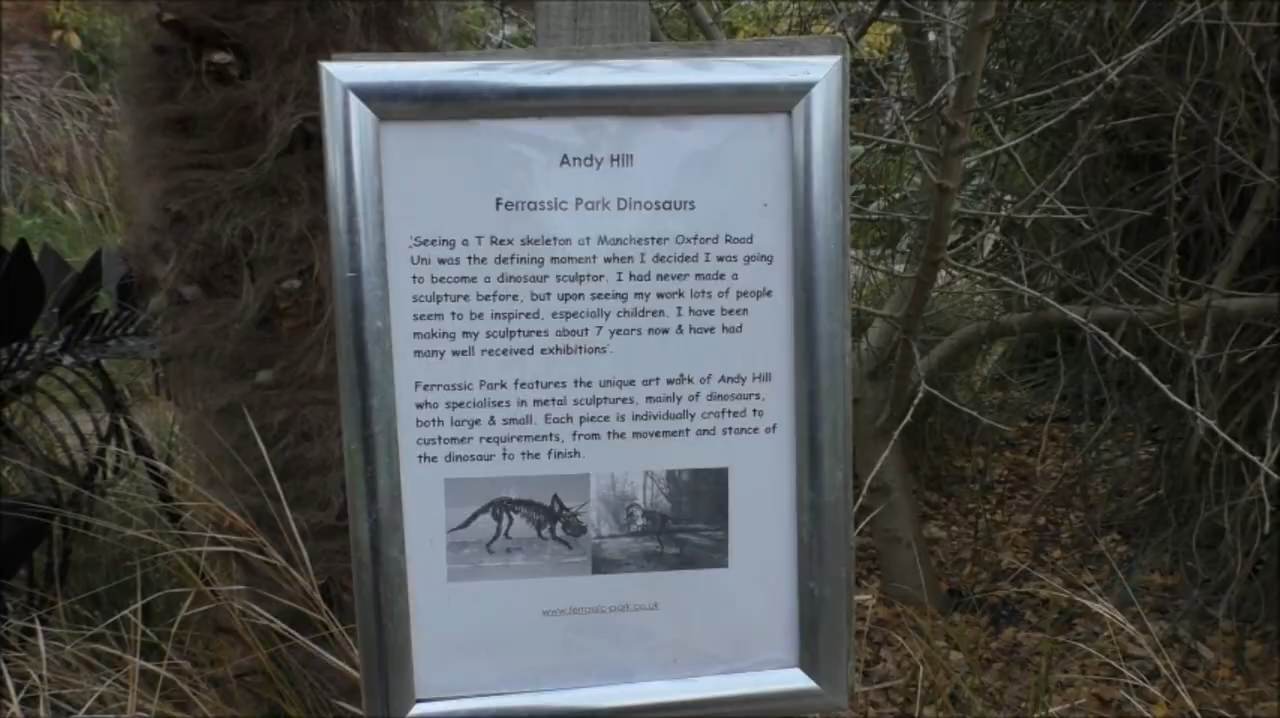 Andy Hill
Ferrassic Park Dinosaurs
'Seeing a T Rex skeleton at Manchester Oxford Road
Uni was the defining moment when I decided I was going
to become a dinosaur sculptor. I had never made a
sculpture before, but upon seeing my work lots of people
seem to be inspired, especially children. I have been
making my sculptures about 7 years now & have had
many well received exhibitions'.
Ferrassic Park features the unique art work of Andy Hill
who specialises in metal sculptures, mainly of dinosaurs,
both large & small. Each piece is individually crafted to
customer requirements, from the movement and stance of
the dinosaur to the finish.
www.ferrassic-park.co.uk